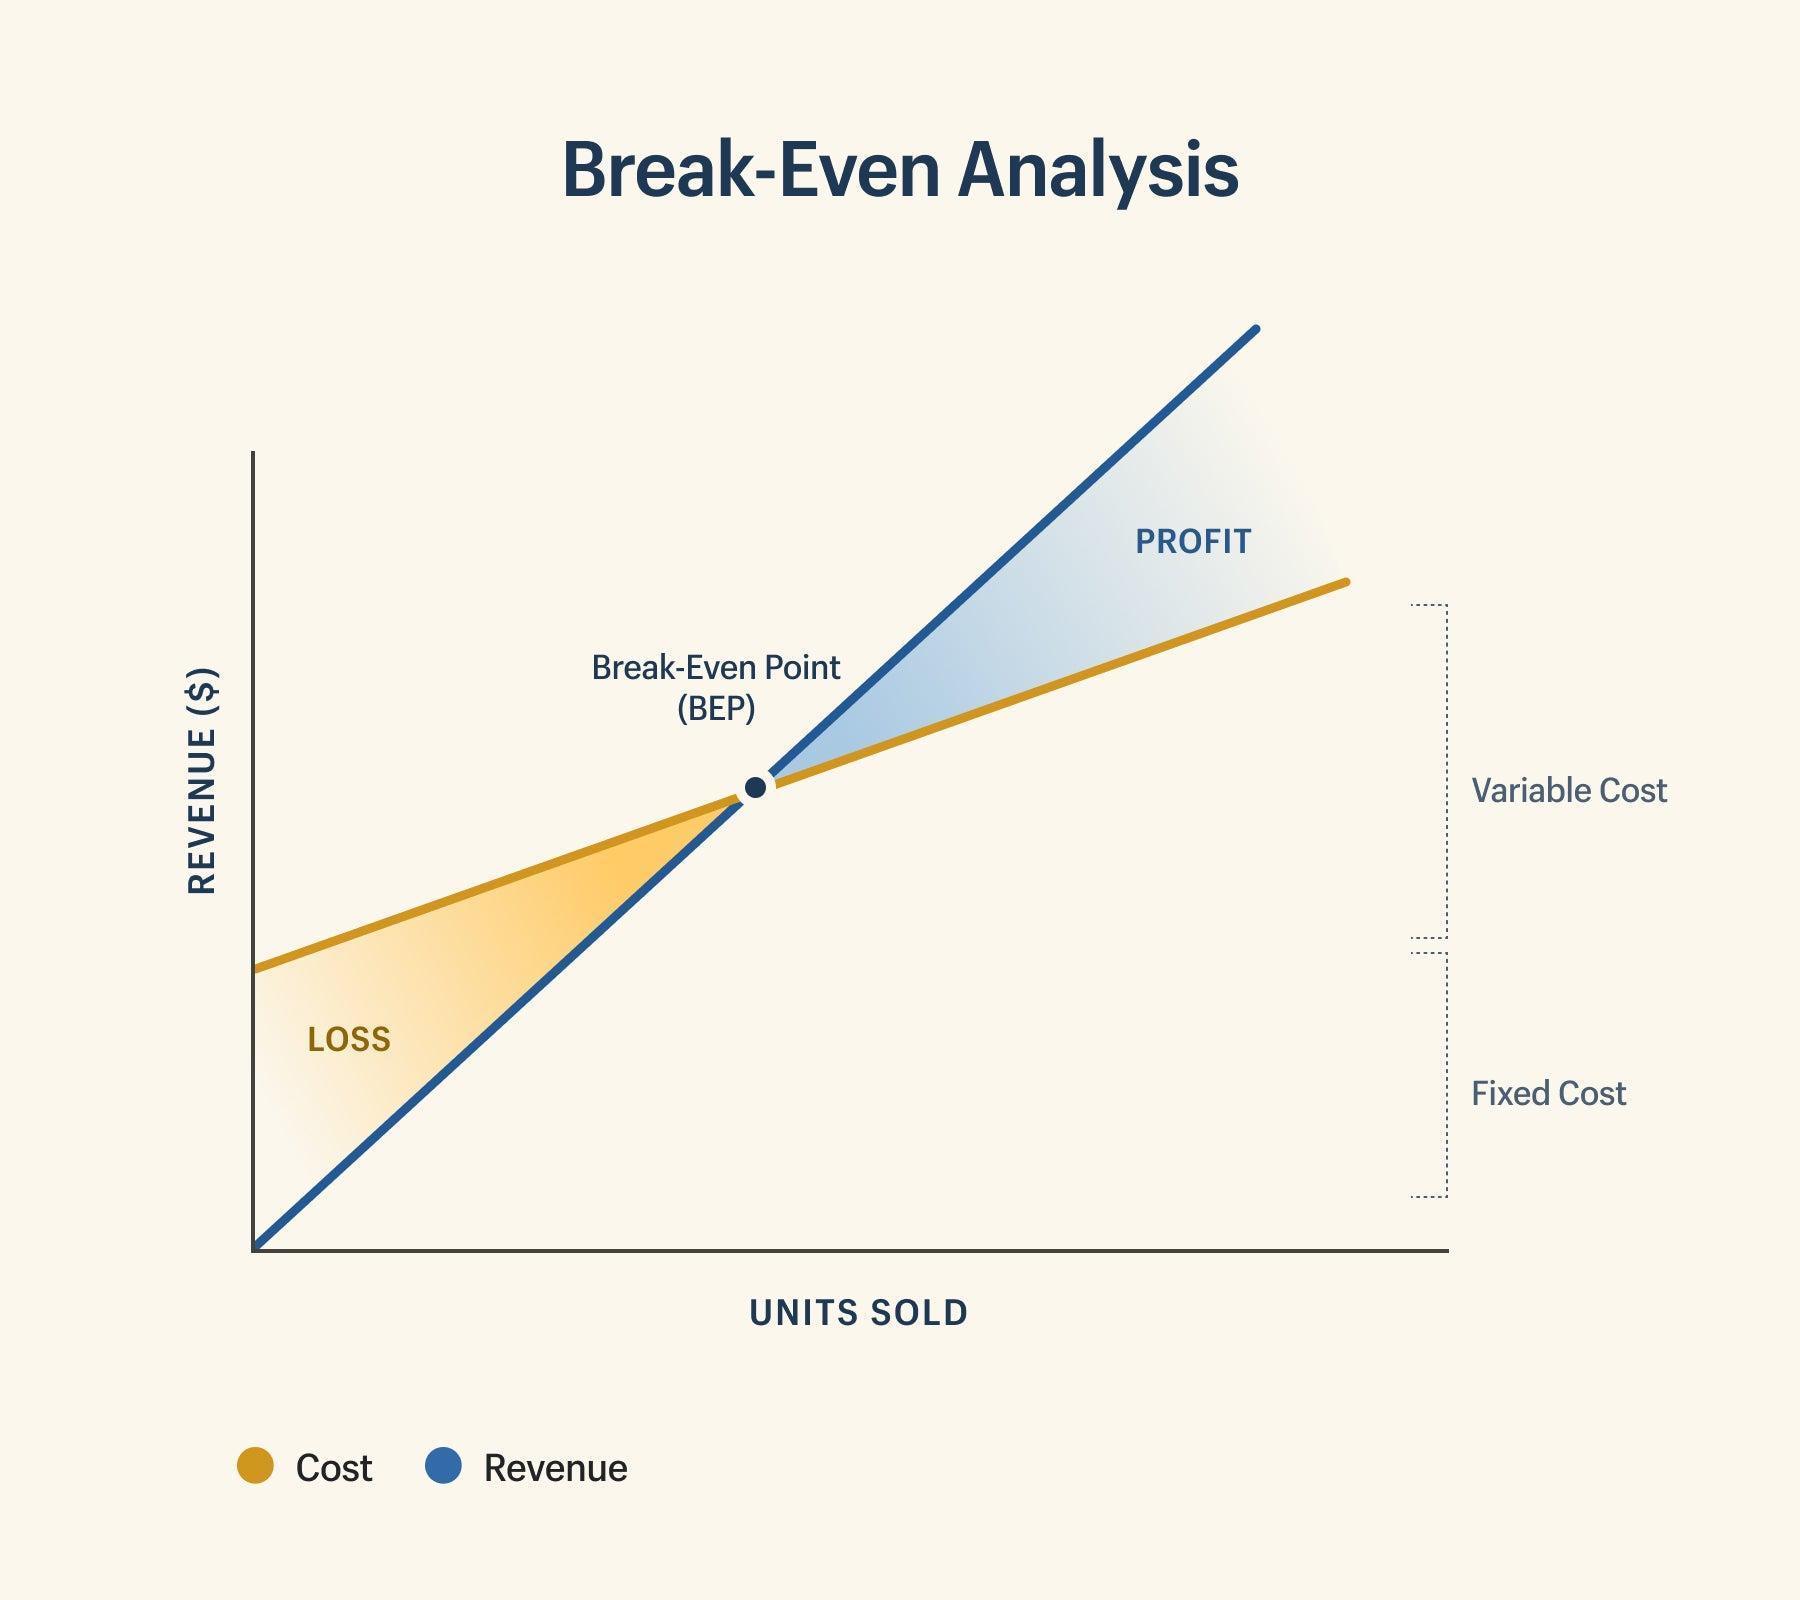 Break-Even Analysis
PROFIT
Break-Even Point
(BEP)
REVENUE ($)
Variable Cost
LOSS
Fixed Cost
UNITS SOLD
Cost
Revenue